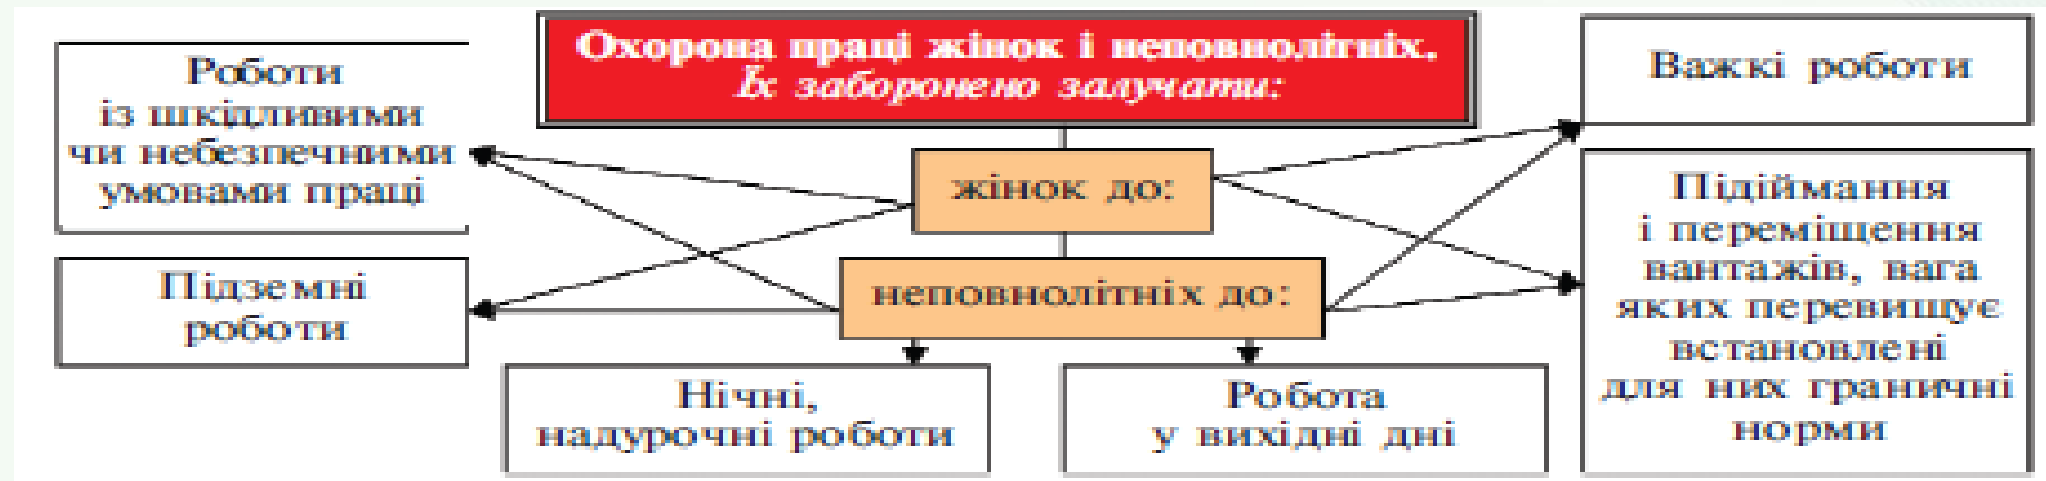 Охорона праці жінок і неповнолітніх.
Їх заборонено залучати:
Роботи
із шкідливими
чи небезпечними
умовами праці
Важкі роботи
жінок до:
Підіймання
і переміщення
вантажів, вага
яких перевищує
встановлені
для них граничні
норми
Підземні
роботи
неповнолітніх до:
Нічні,
надурочні роботи
Робота
у вихідні дні